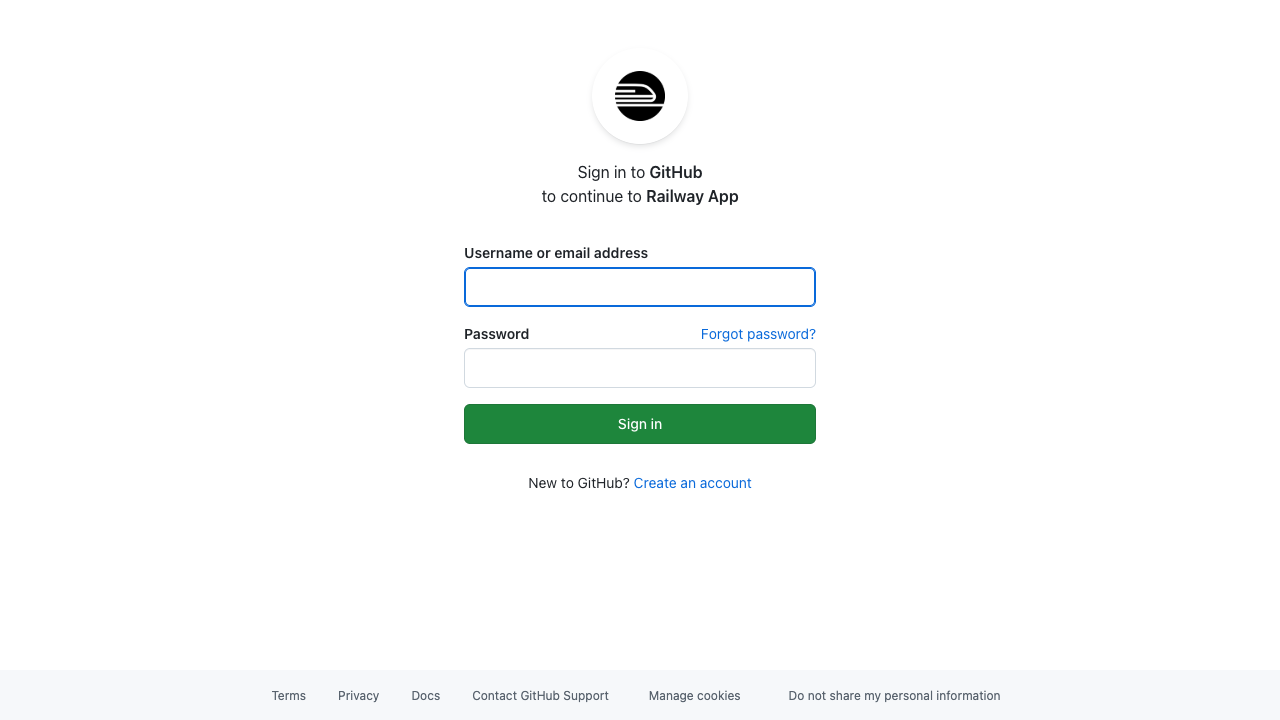 Sign in to GitHub
to continue to Railway App
Username or email address
Password
Forgot password?
Sign in
New to GitHub? Create an account
Terms
Privacy
Docs
Contact GitHub Support
Manage cookies
Do not share my personal information